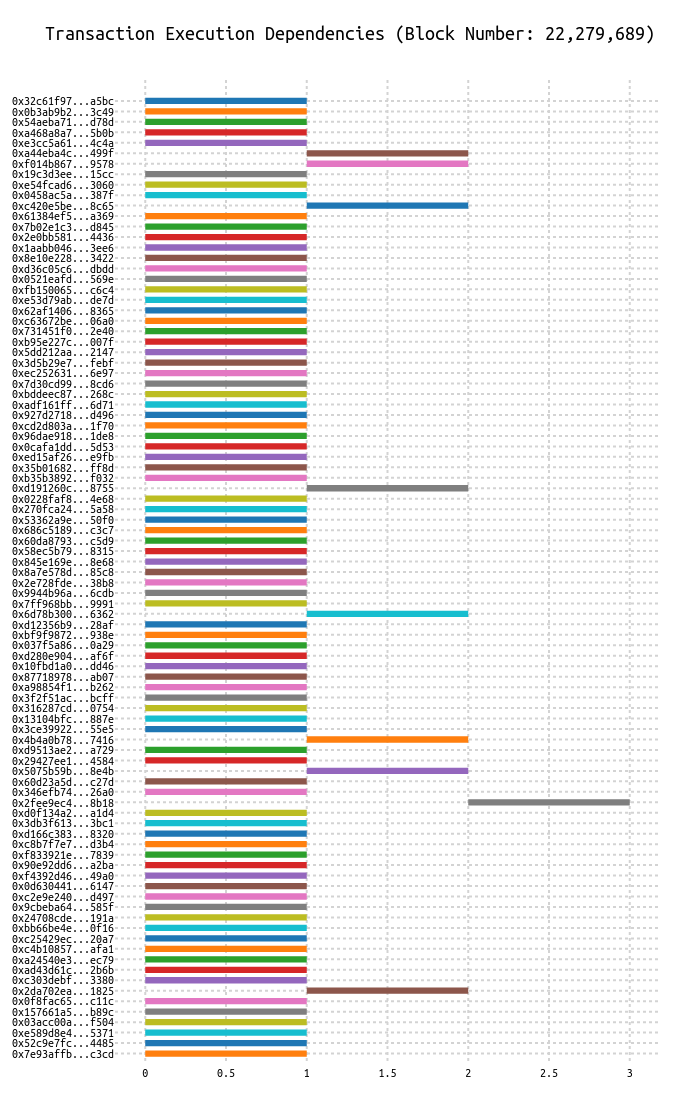 Transaction Execution Dependencies (Block Number: 22,279,689)
0x32c61f97...a5bc
0x0b3ab9b2...3c49
0x54aeba71...d78d
0xa468a8a7...5b0b
0xe3cc5a61...4c4a
0xa44eba4c...499f
0xf014b867...9578
0x19c3d3ee...15cc
0xe54fcad6...3060
0x0458ac5a...387f
0xc420e5be...8c65
0x61384ef5...a369
0x7b02e1c3...d845
0x2e0bb581...4436
0x1aabb046...3ee6
0x8e10e228...3422
0xd36c05c6...dbdd
0x0521eafd...569e
0xfb150065...c6c4
0xe53d79ab...de7d
0x62af1406...8365
0xc63672be...06a0
0x731451f0...2e40
0xb95e227c...007f
0x5dd212aa...2147
0x3d5b29e7...febf
0xec252631...6e97
0x7d30cd99...8cd6
0xbddeec87...268c
0xadf161ff...6d71
0x927d2718...d496
0xcd2d803a...1f70
0x96dae918...1de8
0x0cafa1dd...5d53
0xed15af26...e9fb
0x35b01682...ff8d
0xb35b3892...f032
0xd191260c...8755
0x0228faf8...4e68
0x270fca24...5a58
0x53362a9e...50f0
0x686c5189...c3c7
0x60da8793...c5d9
0x58ec5b79...8315
0x845e169e...8e68
0x8a7e578d...85c8
0x2e728fde...38b8
0x9944b96a...6cdb
0x7ff968bb...9991
0x6d78b300...6362
0xd12356b9...28af
0xbf9f9872...938e
0x037f5a86...0a29
0xd280e904...af6f
0x10fbd1a0...dd46
0x87718978...ab07
0xa98854f1...b262
0x3f2f51ac...bcff
0x316287cd...0754
0x13104bfc...887e
0x3ce39922...55e5
0x4b4a0b78...7416
0xd9513ae2...a729
0x29427ee1...4584
0x5075b59b...8e4b
0x60d23a5d...c27d
0x346efb74...26a0
0x2fee9ec4...8b18
0xd0f134a2...a1d4
0x3db3f613...3bc1
0xd166c383...8320
0xc8b7f7e7...d3b4
0xf833921e...7839
0x90e92dd6...a2ba
0xf4392d46...49a0
0x0d630441...6147
0xc2e9e240...d497
0x9cbeba64...585f
0x24708cde...191a
0xbb66be4e...0f16
0xc25429ec...20a7
0xc4b10857...afa1
0xa24540e3...ec79
0xad43d61c...2b6b
0xc303debf...3380
0x2da702ea...1825
0x0f8fac65...c11c
0x157661a5...b89c
0x03acc00a...f504
0xe589d8e4...5371
0x52c9e7fc...4485
0x7e93affb...c3cd
0 0.5 1 1.5 2 2.5 3